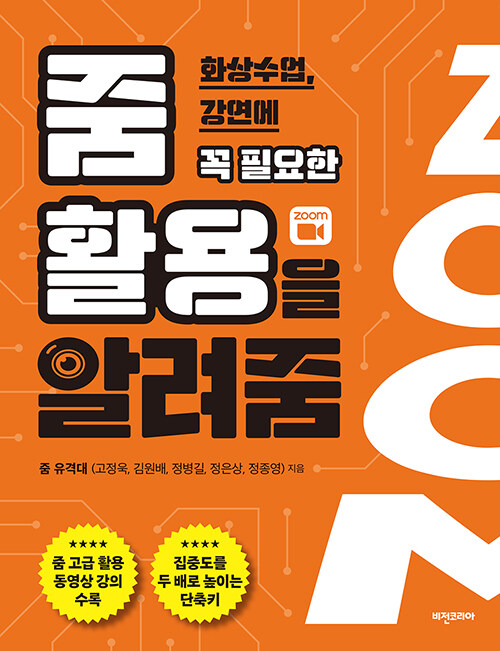 화상수업,
강연에
꼭 필요한
줌
활용을
zoom
알려줌
줌 유격대 (고정욱, 김원배, 정병길, 정은상, 정종영) 지음
★★★★
줌 고급 활용
동영상 강의
수록
★★★★
집중도를
두 배로 높이는
단축키
ZOOM
비전코리아